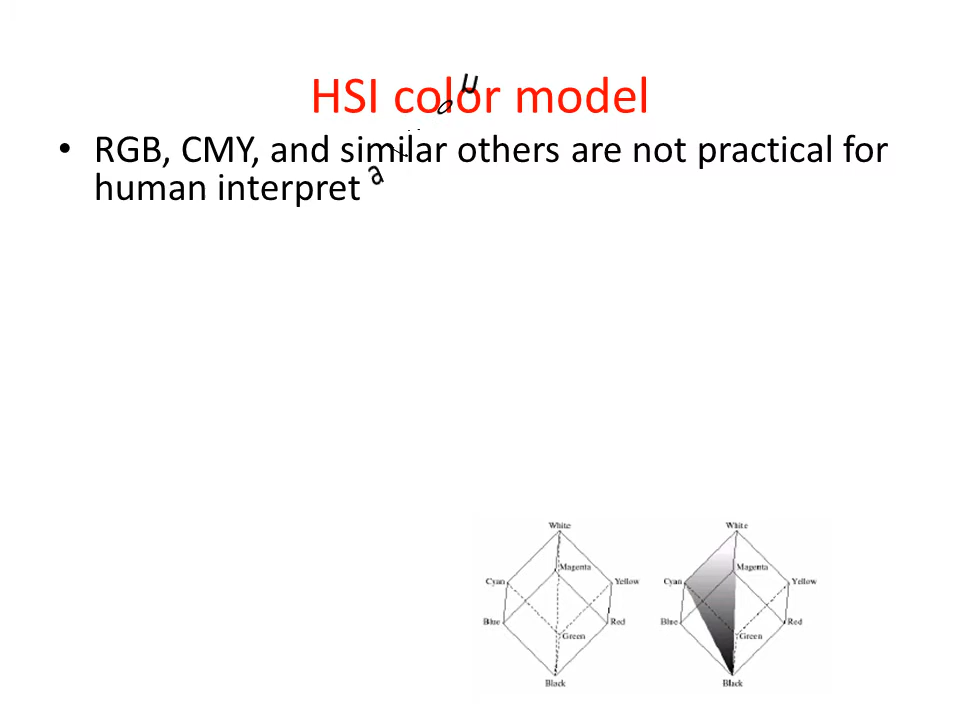 HSI color model
• RGB, CMY, and similar others are not practical for
human interpret
White
Magenta
Cyan
Yellow
Blue
Red
Green
Black
White
Magenta
Cyan
Yellow
Blue
Red
Green
Black